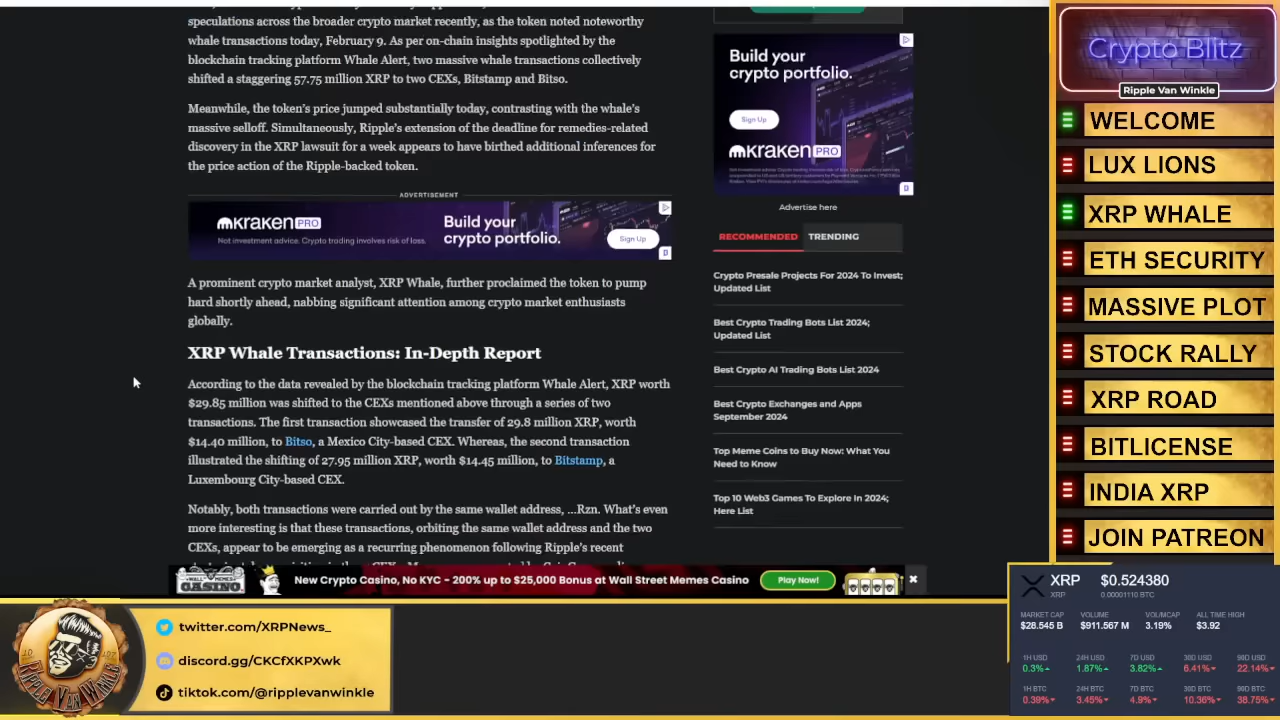 speculations across the broader crypto market recently, as the token noted noteworthy
whale transactions today, February 9. As per on-chain insights spotlighted by the
blockchain tracking platform Whale Alert, two massive whale transactions collectively
shifted a staggering 57.75 million XRP to two CEXs, Bitstamp and Bitso.
Meanwhile, the token's price jumped substantially today, contrasting with the whale's
massive selloff. Simultaneously, Ripple's extension of the deadline for remedies-related
discovery in the XRP lawsuit for a week appears to have birthed additional inferences for
the price action of the Ripple-backed token.
ADVERTISEMENT
KRAKEN PRO
Not investment advice. Crypto trading involves risk of loss.
Build your
crypto portfolio.
Sign Up
A prominent crypto market analyst, XRP Whale, further proclaimed the token to pump
hard shortly ahead, nabbing significant attention among crypto market enthusiasts
globally.
XRP Whale Transactions: In-Depth Report
According to the data revealed by the blockchain tracking platform Whale Alert, XRP worth
$29.85 million was shifted to the CEXs mentioned above through a series of two
transactions. The first transaction showcased the transfer of 29.8 million XRP, worth
$14.40 million, to Bitso, a Mexico City-based CEX. Whereas, the second transaction
illustrated the shifting of 27.95 million XRP, worth $14.45 million, to Bitstamp, a
Luxembourg City-based CEX.
Notably, both transactions were carried out by the same wallet address, ...Rzn. What's even
more interesting is that these transactions, orbiting the same wallet address and the two
CEXs, appear to be emerging as a recurring phenomenon following Ripple's recent
Build your
crypto portfolio.
Sign Up
KRAKEN PRO
Advertise here
RECOMMENDED TRENDING
Crypto Presale Projects For 2024 To Invest;
Updated List
Best Crypto Trading Bots List 2024;
Updated List
Best Crypto AI Trading Bots List 2024
Best Crypto Exchanges and Apps
September 2024
Top Meme Coins to Buy Now: What You
Need to Know
Top 10 Web3 Games To Explore In 2024;
Here List
WALL ST MEMES CASINO
New Crypto Casino, No KYC - 200% up to $25,000 Bonus at Wall Street Memes Casino
Play Now!
Crypto Blitz
Ripple Van Winkle
WELCOME
LUX LIONS
XRP WHALE
ETH SECURITY
MASSIVE PLOT
STOCK RALLY
XRP ROAD
BITLICENSE
INDIA XRP
JOIN PATREON
XRP $0.524380
XRP 0.00001110 BTC
MARKET CAP VOLUME VOL/MCAP ALL TIME HIGH
$28.545 B $911.567 M 3.19% $3.92
1H USD 24H USD 7D USD 30D USD 90D USD
0.3% 1.87% 3.82% 6.41% 22.14%
1H BTC 24H BTC 7D BTC 30D BTC 90D BTC
0.39% 3.45% 4.9% 10.36% 38.75%
RIPPLE VAN WINKLE
twitter.com/XRPNews_
discord.gg/CKCfXKPXwk
tiktok.com/@ripplevanwinkle